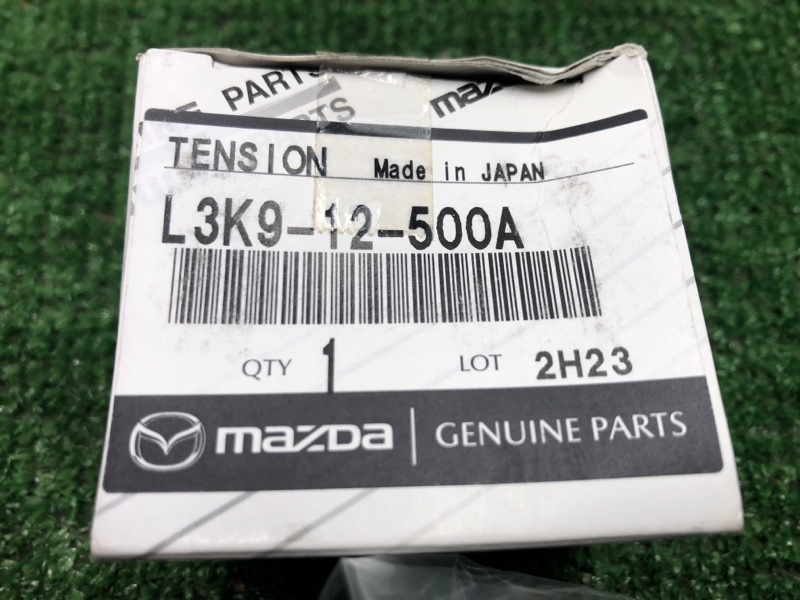 PARTS
mazda
PARTS
TENSION Made in JAPAN
L3K9-12-500A
QTY 1 LOT 2H23
mazda GENUINE PARTS